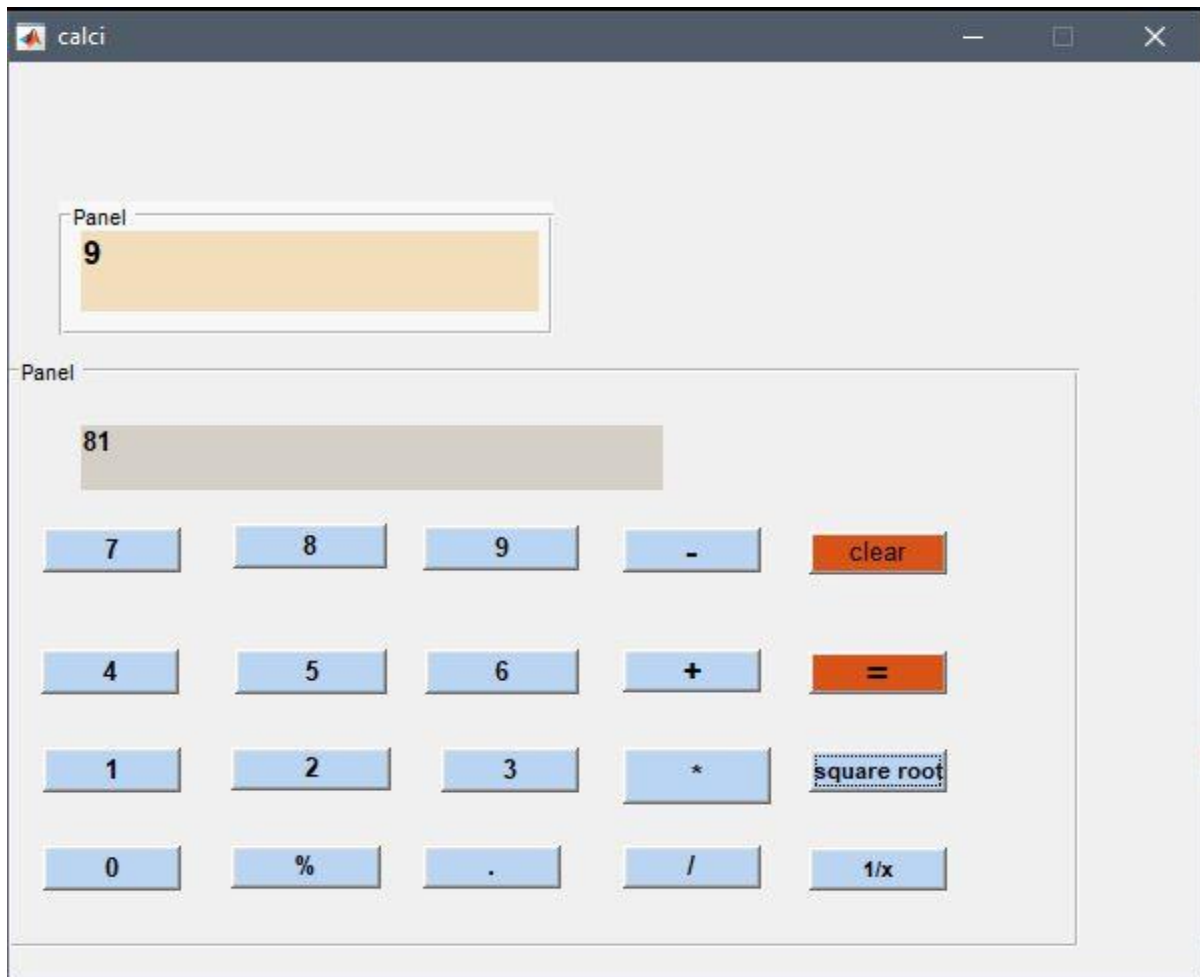 calci
Panel
9
Panel
81
7 8 9 - clear
4 5 6 + =
1 2 3 * square root
0 % . / 1/x